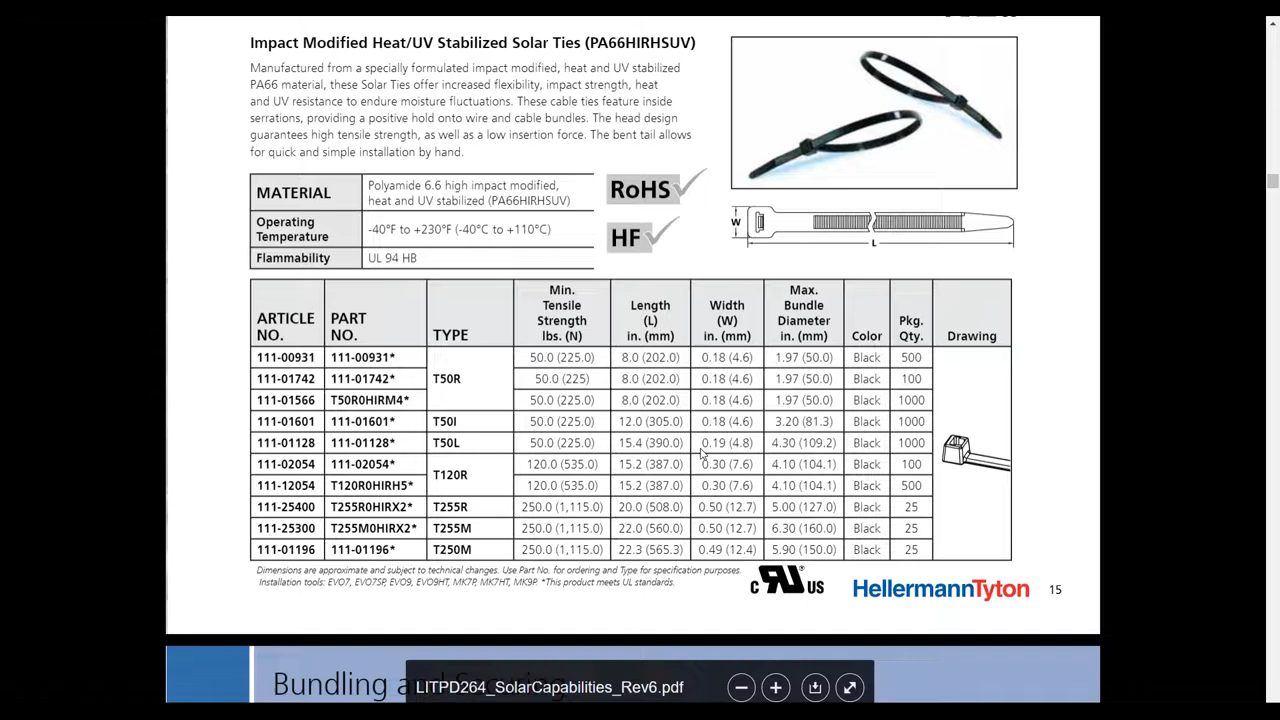 Impact Modified Heat/UV Stabilized Solar Ties (PA66HIRHSUV)
Manufactured from a specially formulated impact modified, heat and UV stabilized
PA66 material, these Solar Ties offer increased flexibility, impact strength, heat
and UV resistance to endure moisture fluctuations. These cable ties feature inside
serrations, providing a positive hold onto wire and cable bundles. The head design
guarantees high tensile strength, as well as a low insertion force. The bent tail allows
for quick and simple installation by hand.
MATERIAL Polyamide 6.6 high impact modified,
heat and UV stabilized (PA66HIRHSUV)
Operating
Temperature -40°F to +230°F (-40°C to +110°C)
Flammability UL 94 HB
RoHS
HF
W
L
ARTICLE NO. PART NO. TYPE Min. Tensile Strength lbs. (N) Length (L) in. (mm) Width (W) in. (mm) Max. Bundle Diameter in. (mm) Color Pkg. Qty. Drawing
111-00931 111-00931* T50R 50.0 (225.0) 8.0 (202.0) 0.18 (4.6) 1.97 (50.0) Black 500
111-01742 111-01742* 50.0 (225) 8.0 (202.0) 0.18 (4.6) 1.97 (50.0) Black 100
111-01566 T50R0HIRM4* 50.0 (225.0) 8.0 (202.0) 0.18 (4.6) 1.97 (50.0) Black 1000
111-01601 111-01601* T50I 50.0 (225.0) 12.0 (305.0) 0.18 (4.6) 3.20 (81.3) Black 1000
111-01128 111-01128* T50L 50.0 (225.0) 15.4 (390.0) 0.19 (4.8) 4.30 (109.2) Black 1000
111-02054 111-02054* T120R 120.0 (535.0) 15.2 (387.0) 0.30 (7.6) 4.10 (104.1) Black 100
111-12054 T120R0HIRH5* 120.0 (535.0) 15.2 (387.0) 0.30 (7.6) 4.10 (104.1) Black 500
111-25400 T255R0HIRX2* T255R 250.0 (1,115.0) 20.0 (508.0) 0.50 (12.7) 5.00 (127.0) Black 25
111-25300 T255M0HIRX2* T255M 250.0 (1,115.0) 22.0 (560.0) 0.50 (12.7) 6.30 (160.0) Black 25
111-01196 111-01196* T250M 250.0 (1,115.0) 22.3 (565.3) 0.49 (12.4) 5.90 (150.0) Black 25
Dimensions are approximate and subject to technical changes. Use Part No. for ordering and Type for specification purposes.
Installation tools: EVO7, EVO7SP, EVO9, EVO9HT, MK7P, MK7HT, MK9P. *This product meets UL standards.
C RU® US
HellermannTyton 15
Bundling and
LITPD264_SolarCapabilities_Rev6.pdf